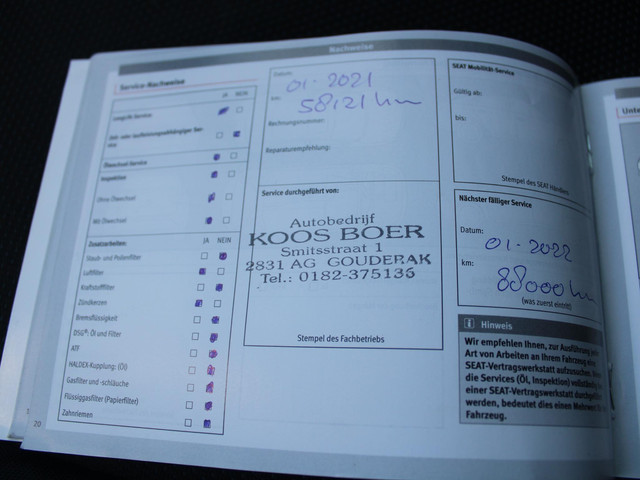 Nachweise
Service-Nachweise
JA NEIN
LongLife-Service
Jahr oder laufleistungsabhängiger Ser-
vice
Ölwechsel-Service
Inspektion
Ohne Ölwechsel
Mit Ölwechsel
Zusatzarbeiten: JA NEIN
Staub- und Pollenfilter
Luftfilter
Kraftstofffilter
Zündkerzen
Bremsflüssigkeit
DSG®: Öl und Filter
ATF
HALDEX-Kupplung: (Öl)
Gasfilter und -schläuche
Flüssiggasfilter (Papierfilter)
Zahnriemen
20
Datum:
01-2021
km:
58121 km
Rechnungsnummer:
Reparaturempfehlung:
Service durchgeführt von:
Autobedrijf
KOOS BOER
Smitsstraat 1
2831 AG GOUDERAK
Tel.: 0182-375136
Stempel des Fachbetriebs
SEAT Mobilität-Service
Gültig ab:
bis:
Stempel des SEAT Händlers
Nächster fälliger Service
Datum:
01-2022
km:
88000 km
(was zuerst eintritt)
i Hinweis
Wir empfehlen Ihnen, zur Ausführung jeder
Art von Arbeiten an Ihrem Fahrzeug eine
SEAT-Vertragswerkstatt aufzusuchen.
die Services (Öl, Inspektion)
einer SEAT-Vertragswerkstatt
werden, bedeutet dies einen
Fahrzeug.